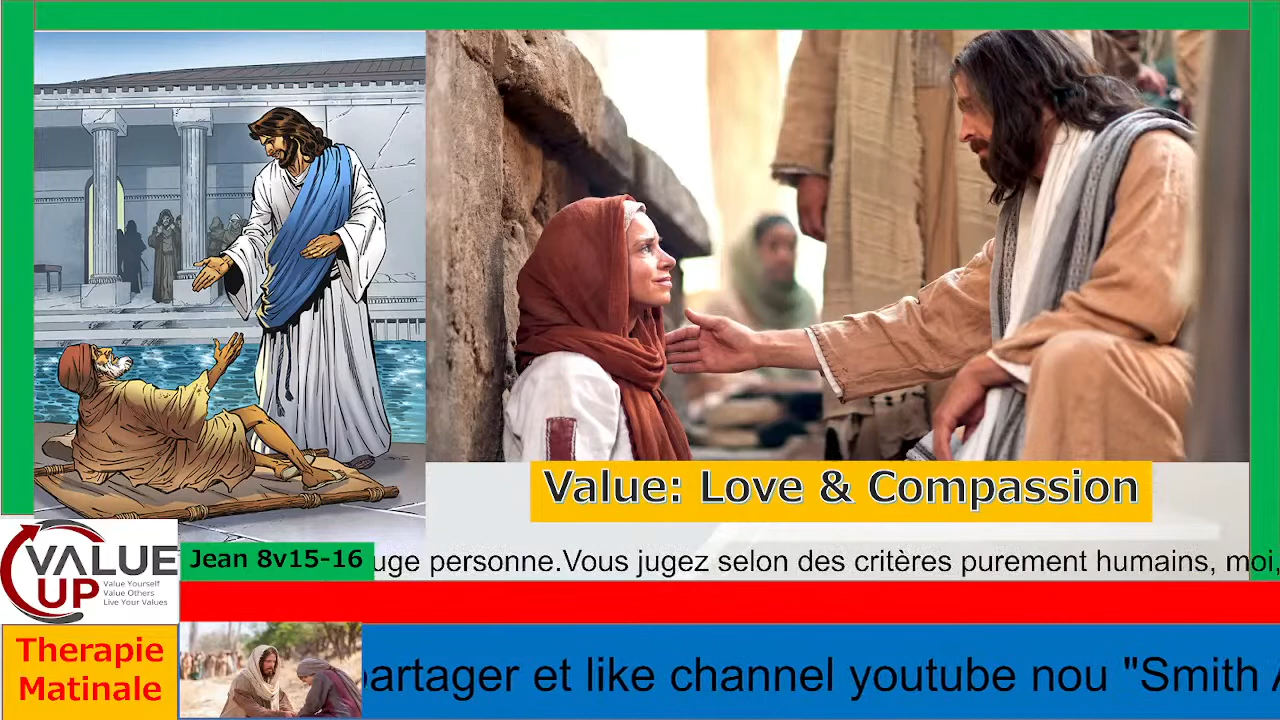 Value: Love & Compassion
VALUE
UP
Value Yourself
Value Others
Live Your Values
Jean 8v15-16
uge personne.Vous jugez selon des critères purement humains, moi,
Therapie
Matinale
partager et like channel youtube nou "Smith A